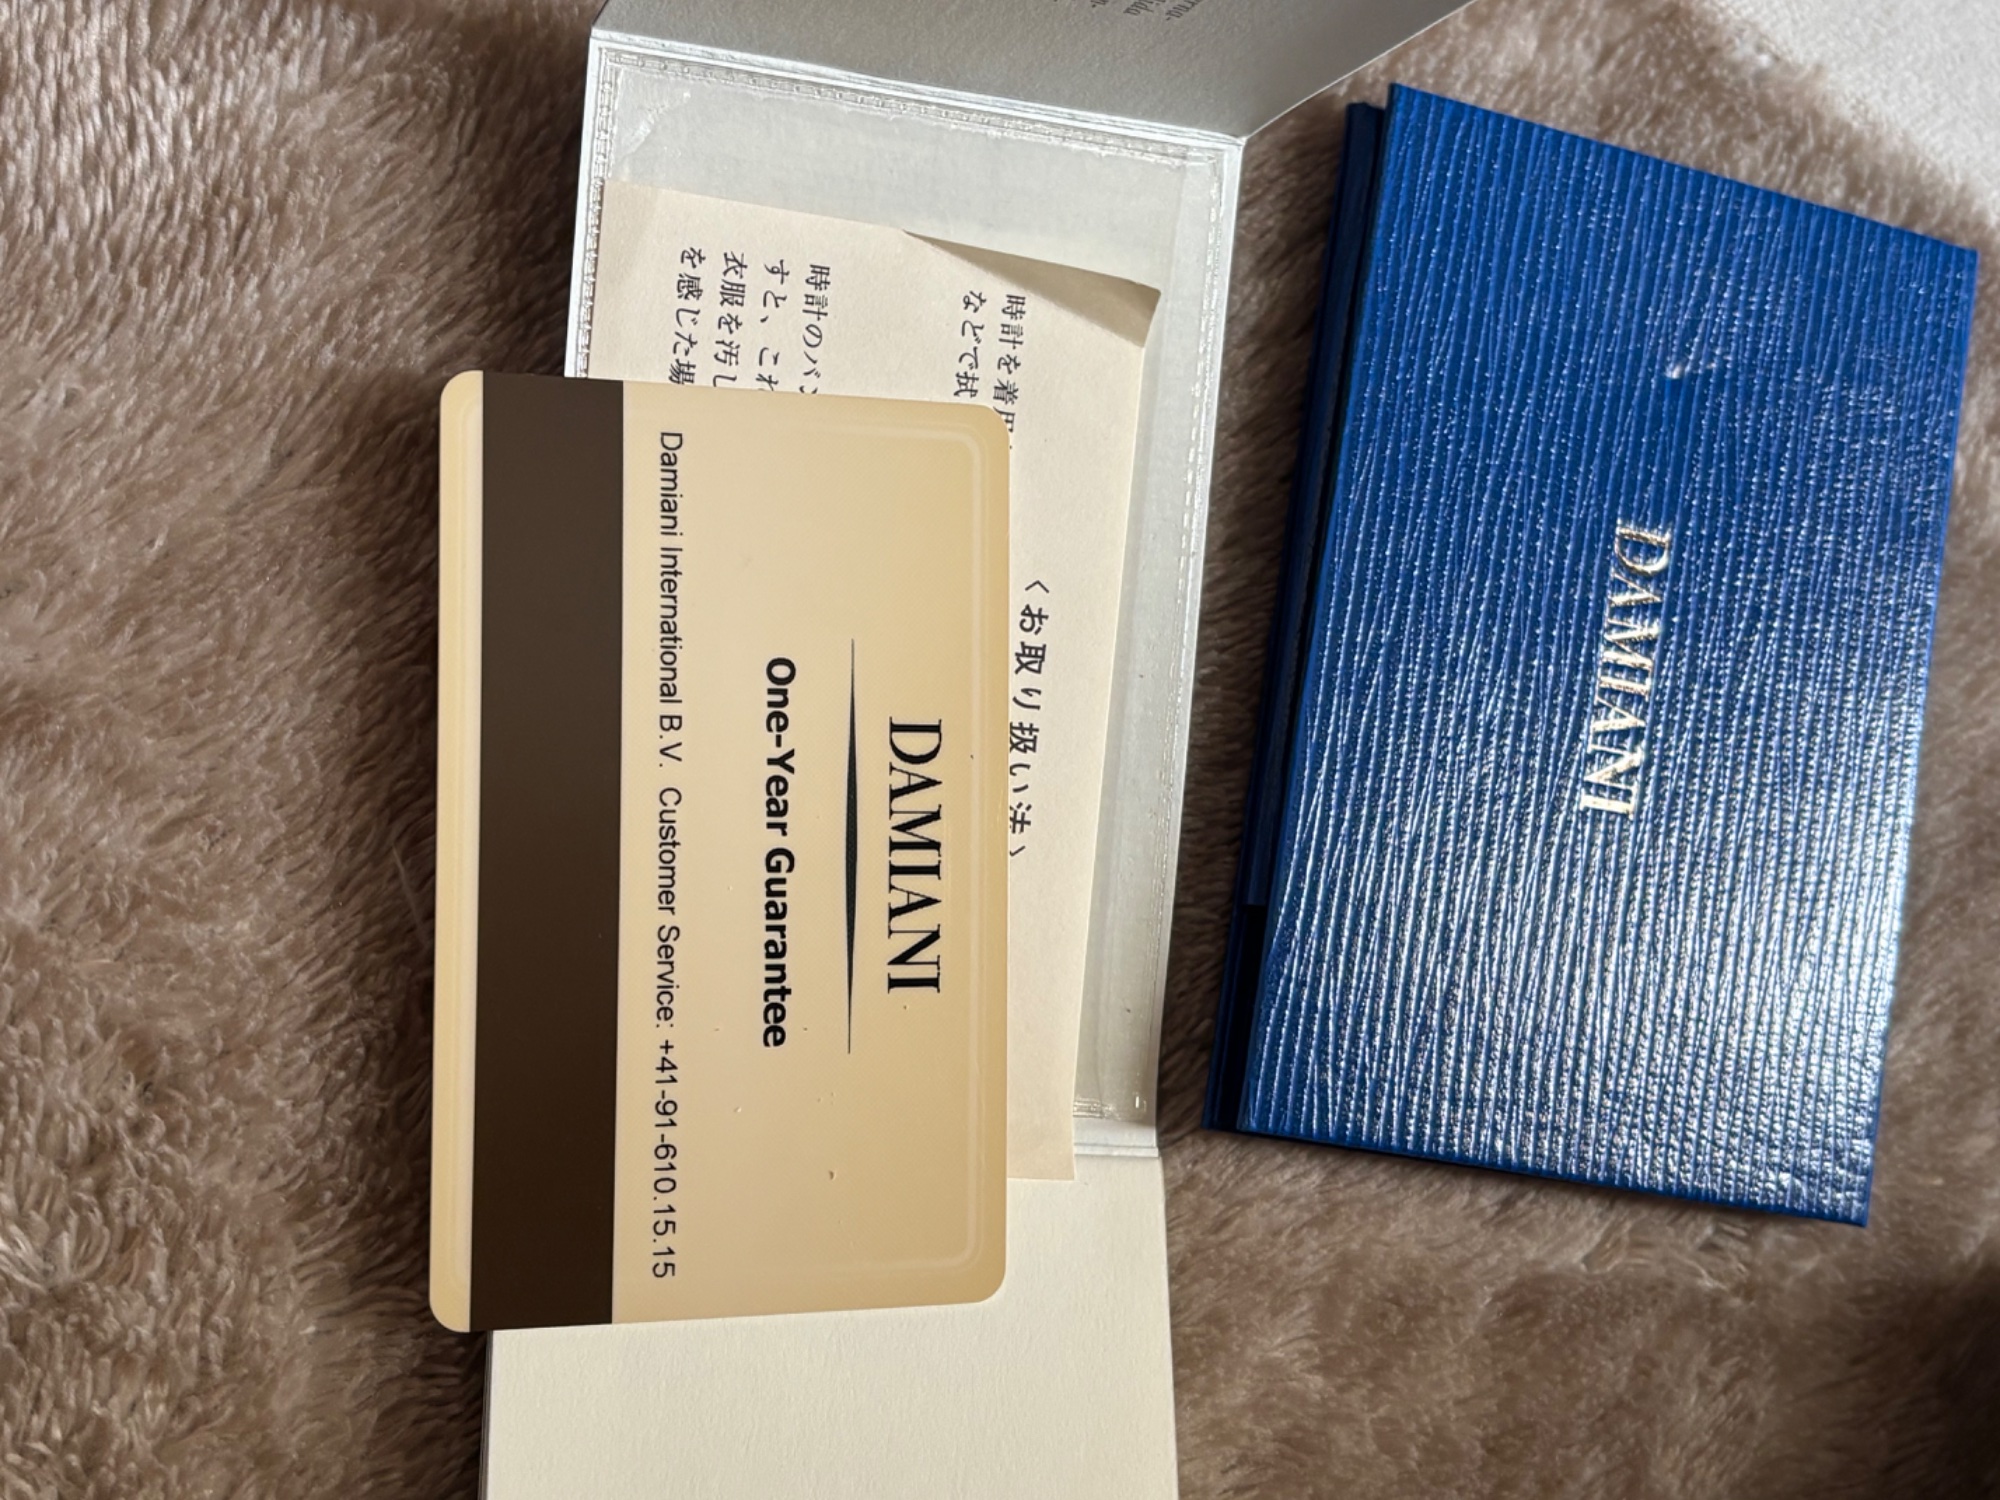 DAMIANI
DAMIANI
One-Year Guarantee
Damiani International B.V. Customer Service: +41-91-610.15.15
〈お取り扱い法〉
時計を着用
などで拭
時計のバン
すと、これ
衣服を汚し
を感じた場